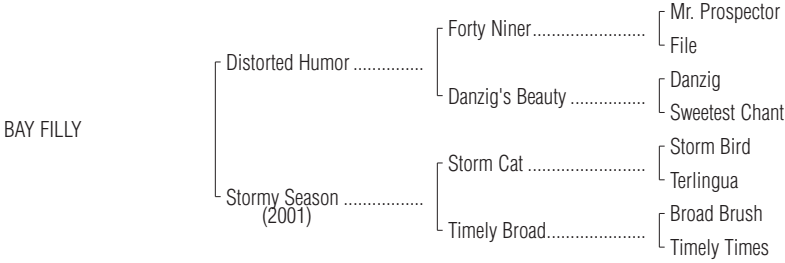 Mr. Prospector
Forty Niner........................
File
Distorted Humor ...............
Danzig
Danzig's Beauty ................
Sweetest Chant
BAY FILLY
Storm Bird
Storm Cat .........................
Terlingua
Stormy Season .................
(2001)
Broad Brush
Timely Broad.....................
Timely Times